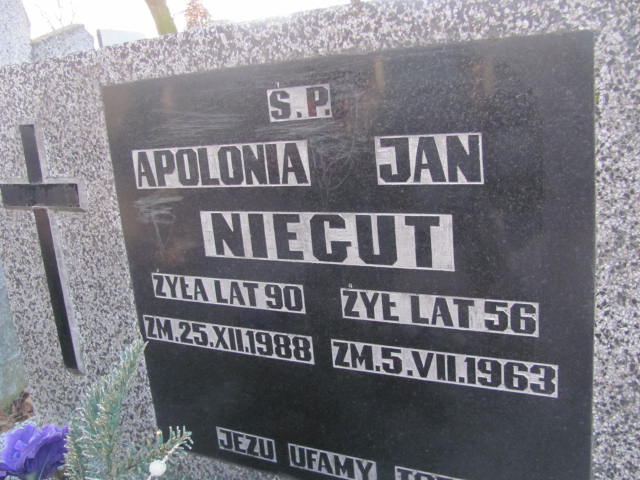 Ś.P.
APOLONIA JAN
NIEGUT
ŻYŁA LAT 90 ŻYŁ LAT 56
ZM.25.XII.1988 ZM.5.VII.1963
JEZU UFAMY